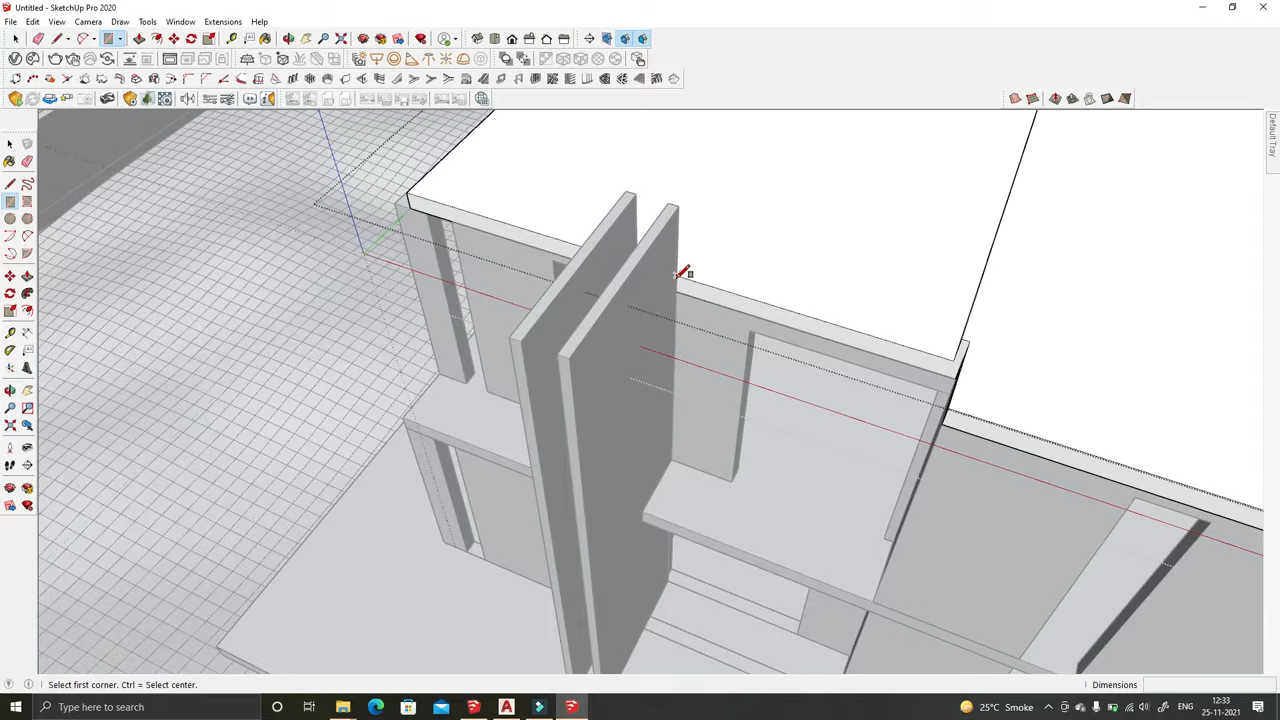 Untitled - SketchUp Pro 2020
File Edit View Camera Draw Tools Window Extensions Help
Default Tray
Select first corner. Ctrl = Select center.
Dimensions
Type here to search
25°C Smoke
ENG
12:33
25-11-2021